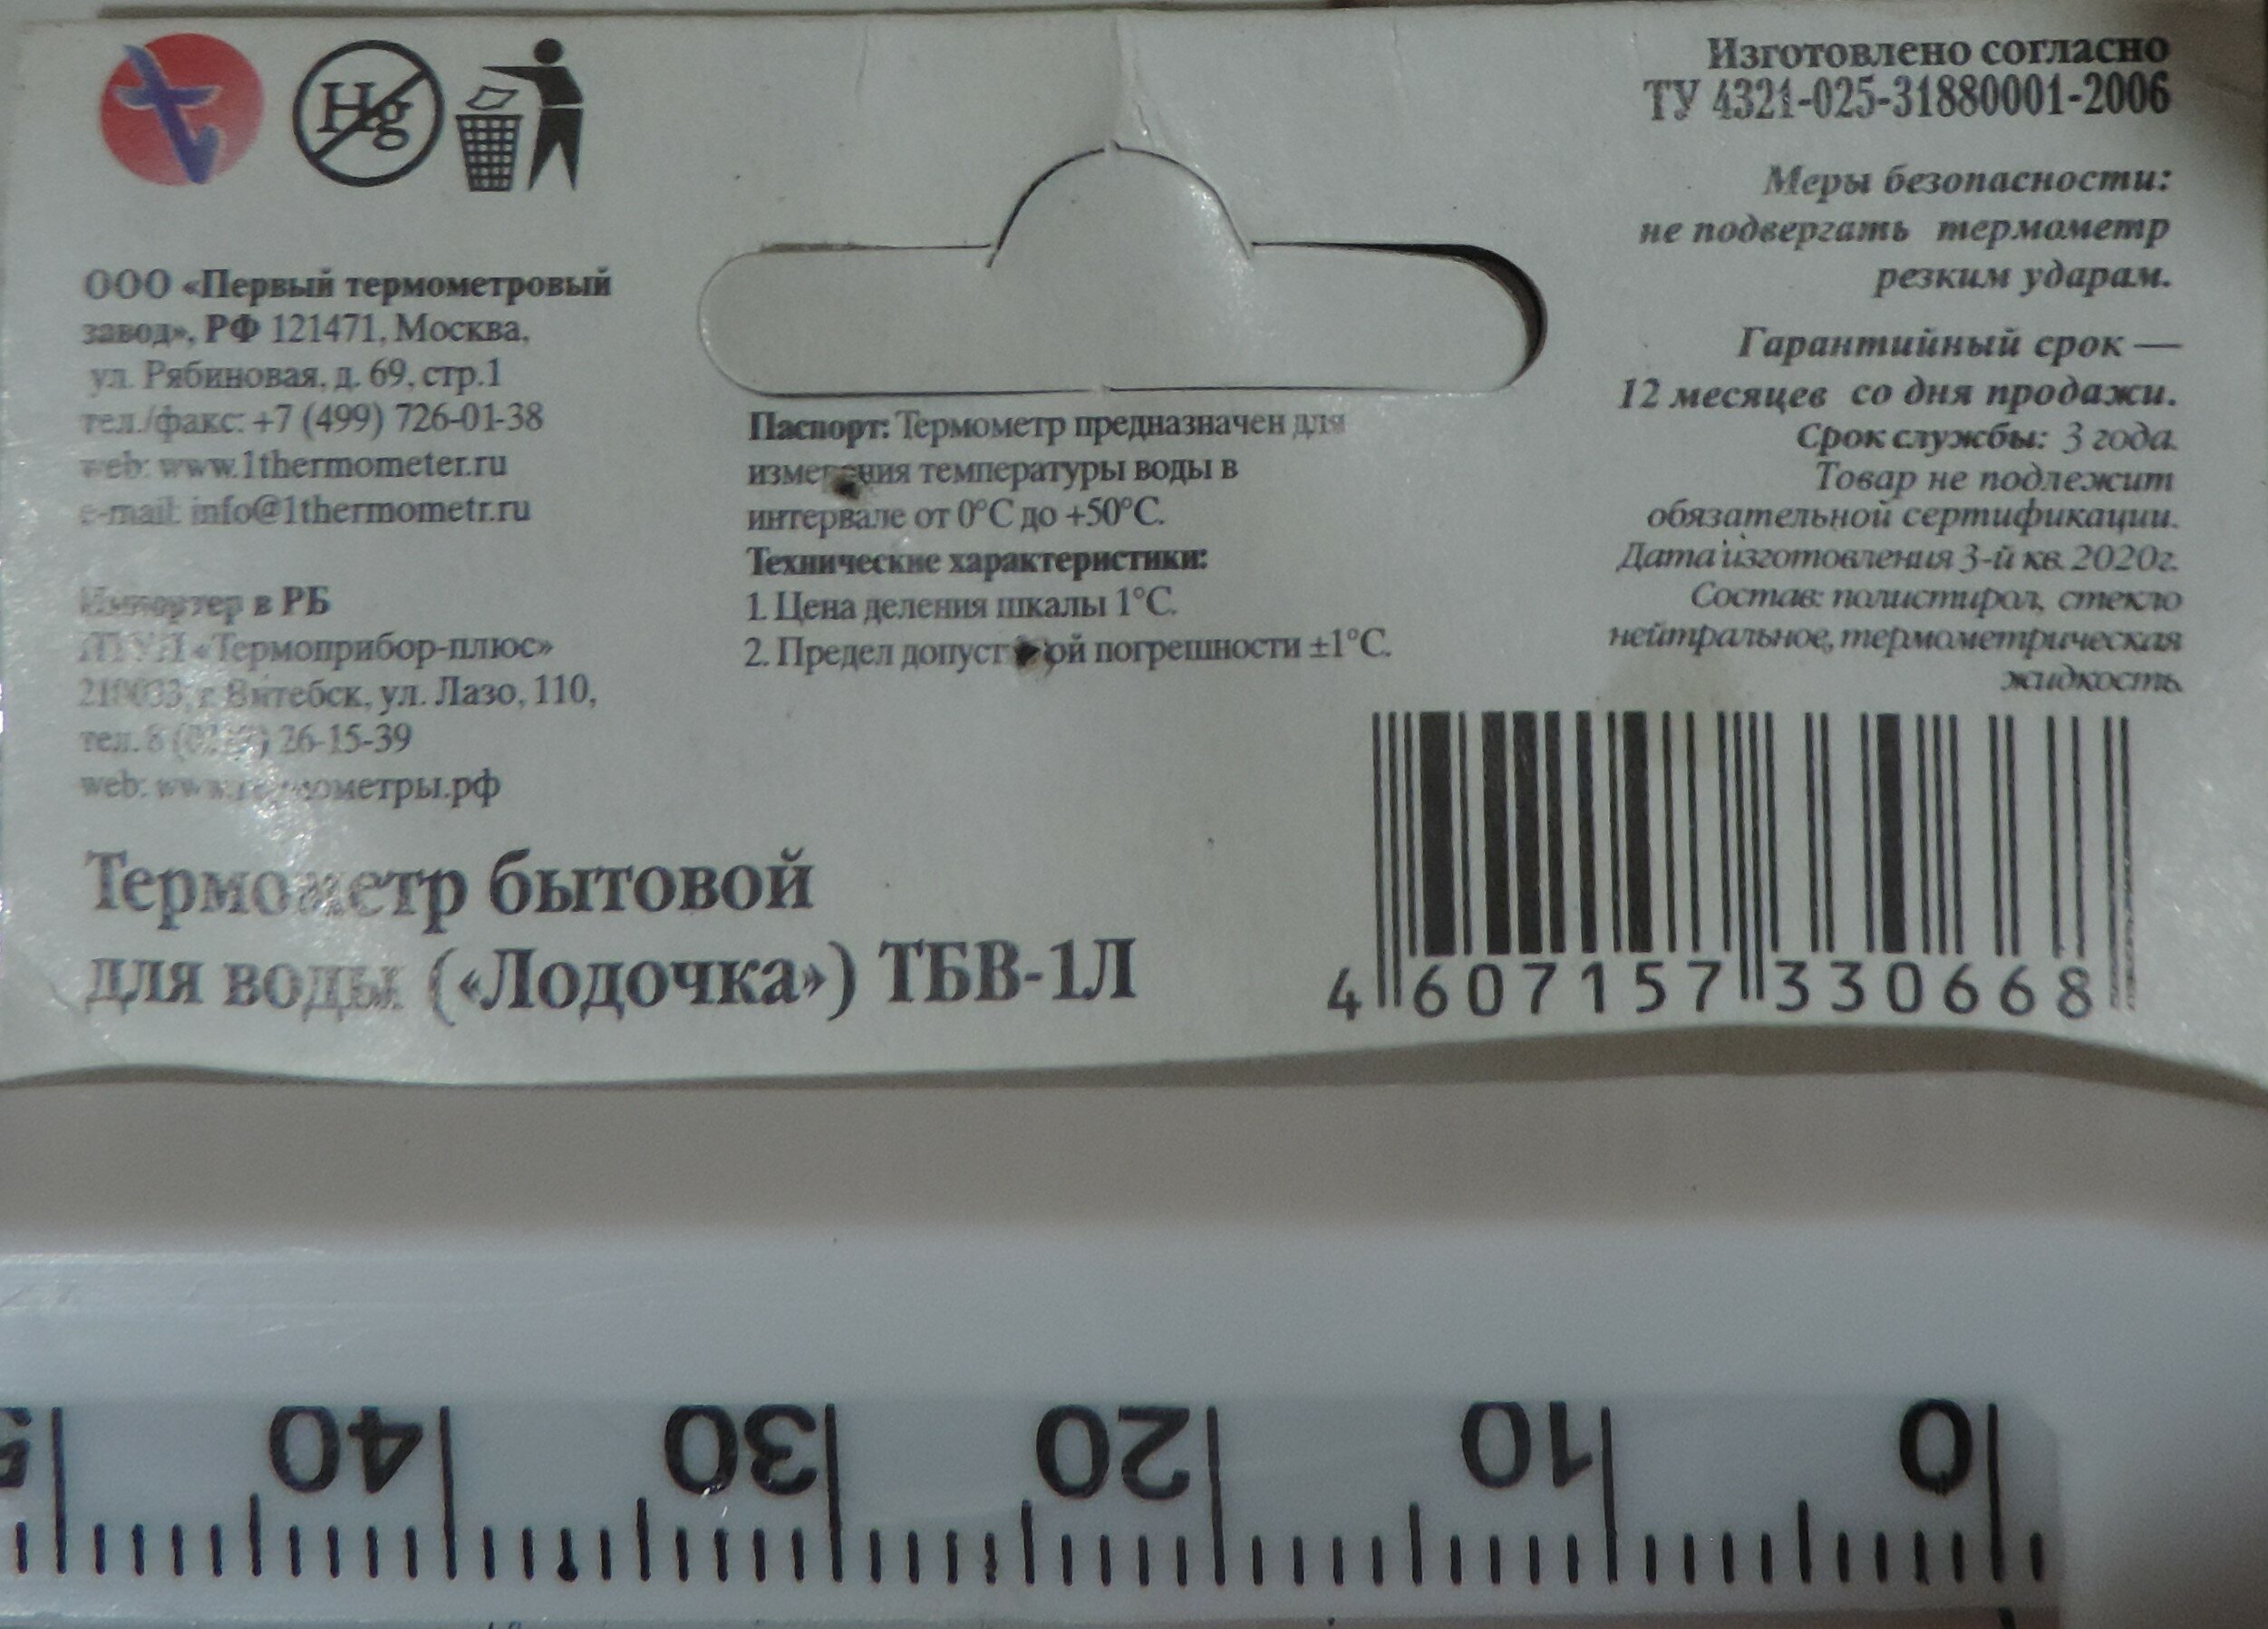 Hg
ООО «Первый термометровый
завод», РФ 121471, Москва,
ул. Рябиновая, д. 69, стр.1
тел./факс: +7 (499) 726-01-38
web: www.1thermometer.ru
e-mail: info@1thermometr.ru
Импортер в РБ
«Термоприбор-плюс»
г. Витебск, ул. Лазо, 110,
тел. 26-15-39
web:
Термометр бытовой
для воды («Лодочка») ТБВ-1Л
Паспорт: Термометр предназначен для
измерения температуры воды в
интервале от 0°С до +50°С.
Технические характеристики:
1. Цена деления шкалы 1°С.
2. Предел допустимой погрешности ±1°С.
Изготовлено согласно
ТУ 4321-025-31880001-2006
Меры безопасности:
не подвергать термометр
резким ударам.
Гарантийный срок —
12 месяцев со дня продажи.
Срок службы: 3 года.
Товар не подлежит
обязательной сертификации.
Дата изготовления 3-й кв. 2020г.
Состав: полистирол, стекло
нейтральное, термометрическая
жидкость.
4 607157 330668
40 30 20 10 0